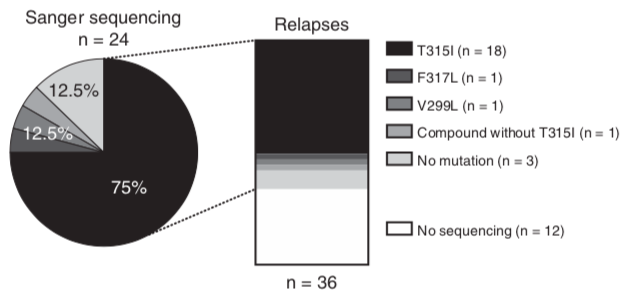 Sanger sequencing
n = 24
12.5%
12.5%
75%
Relapses
n = 36
T315I (n = 18)
F317L (n = 1)
V299L (n = 1)
Compound without T315I (n = 1)
No mutation (n = 3)
No sequencing (n = 12)